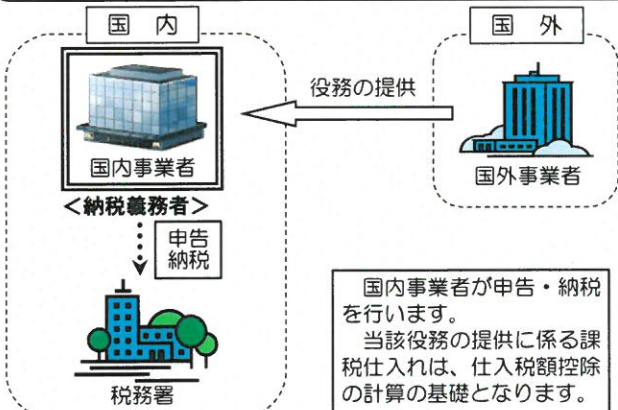 国内
国外
役務の提供
国内事業者
国外事業者
＜納税義務者＞
申告
納税
税務署
国内事業者が申告・納税
を行います。
当該役務の提供に係る課
税仕入れは、仕入税額控除
の計算の基礎となります。